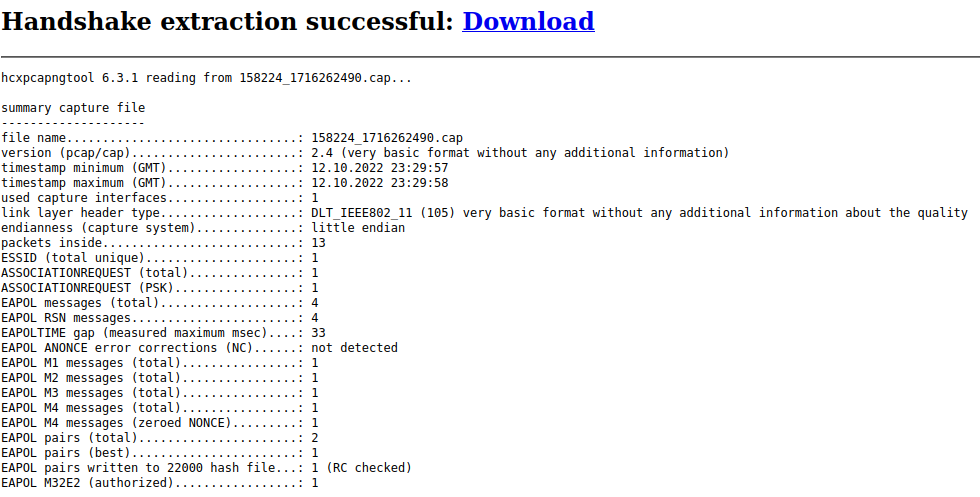 Handshake extraction successful: Download
hcxpcapngtool 6.3.1 reading from 158224_1716262490.cap...
summary capture file
--------------------
file name................................: 158224_1716262490.cap
version (pcap/cap).......................: 2.4 (very basic format without any additional information)
timestamp minimum (GMT)..................: 12.10.2022 23:29:57
timestamp maximum (GMT)..................: 12.10.2022 23:29:58
used capture interfaces..................: 1
link layer header type...................: DLT_IEEE802_11 (105) very basic format without any additional information about the quality
endianness (capture system)..............: little endian
packets inside...........................: 13
ESSID (total unique).....................: 1
ASSOCIATIONREQUEST (total)...............: 1
ASSOCIATIONREQUEST (PSK).................: 1
EAPOL messages (total)...................: 4
EAPOL RSN messages.......................: 4
EAPOLTIME gap (measured maximum msec)....: 33
EAPOL ANONCE error corrections (NC)......: not detected
EAPOL M1 messages (total)................: 1
EAPOL M2 messages (total)................: 1
EAPOL M3 messages (total)................: 1
EAPOL M4 messages (total)................: 1
EAPOL M4 messages (zeroed NONCE).........: 1
EAPOL pairs (total)......................: 2
EAPOL pairs (best).......................: 1
EAPOL pairs written to 22000 hash file...: 1 (RC checked)
EAPOL M32E2 (authorized).................: 1